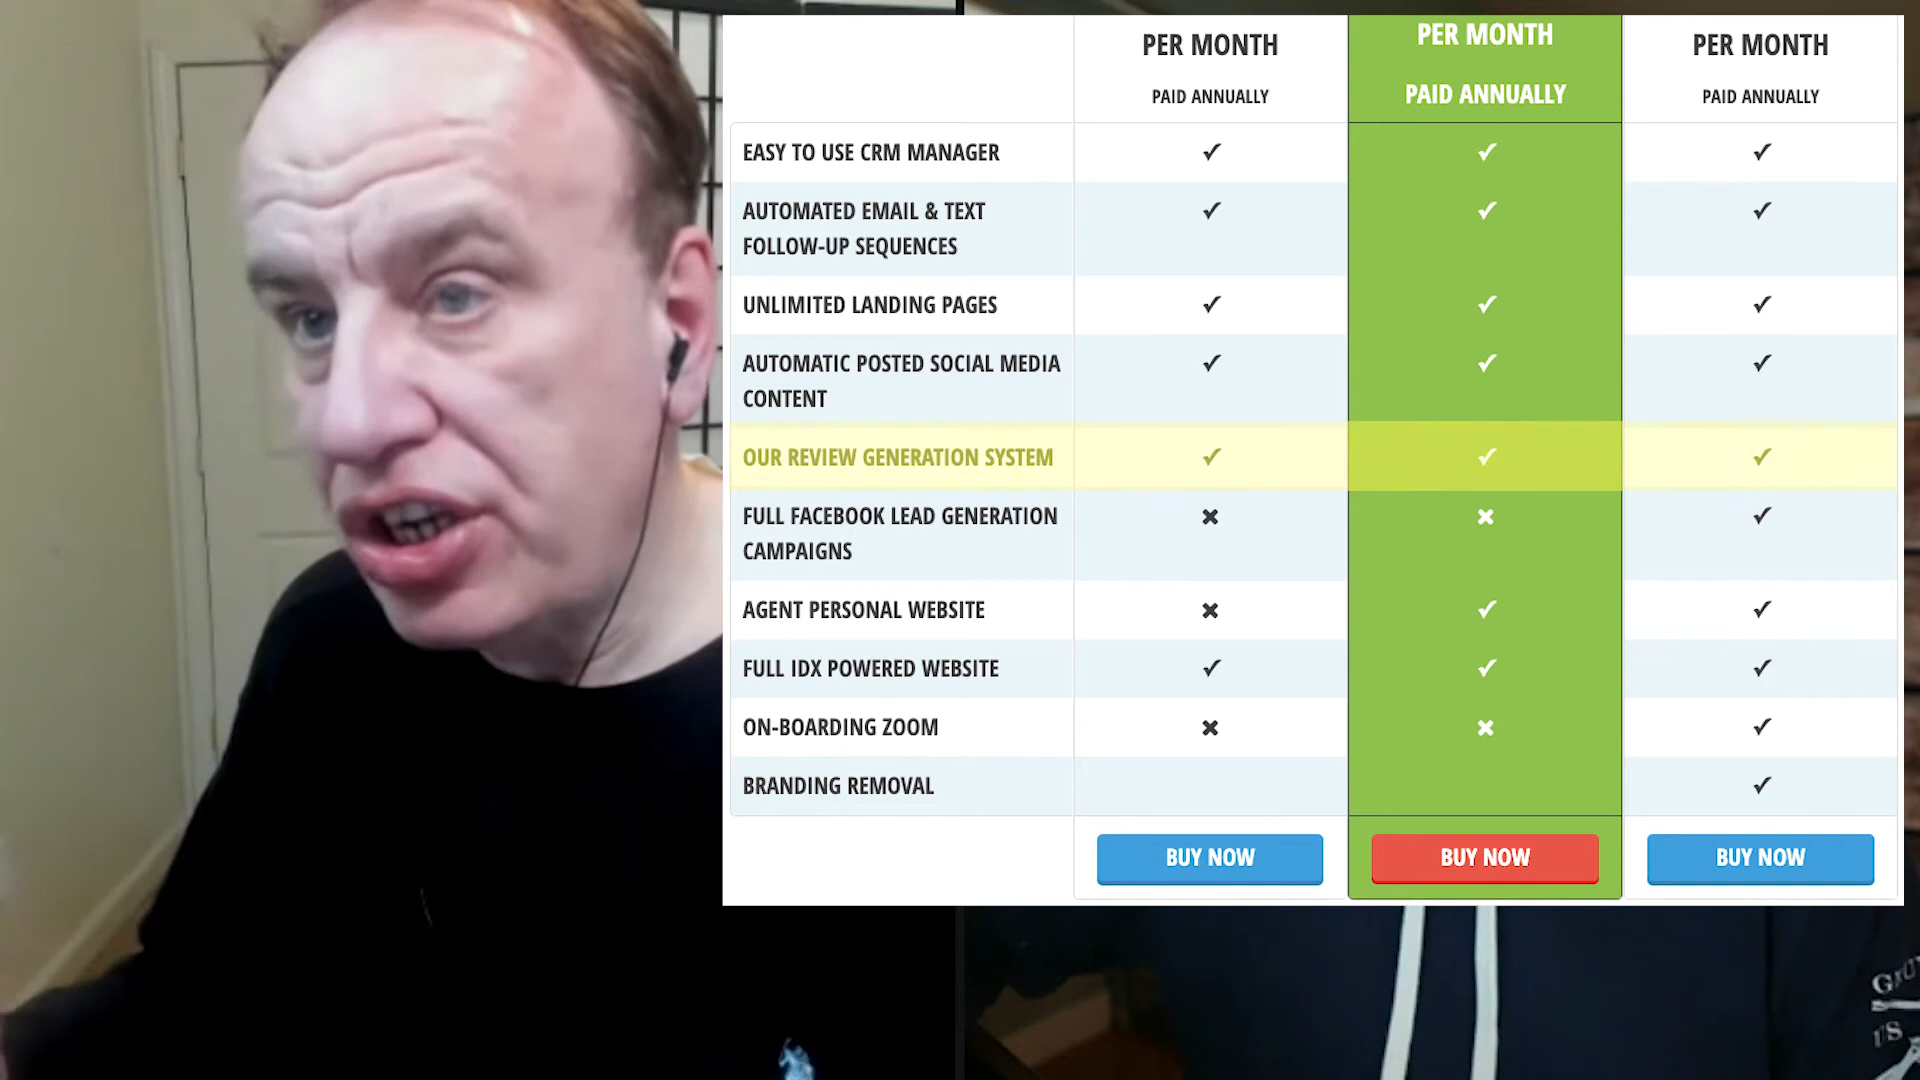 PER MONTH
PER MONTH
PER MONTH
PAID ANNUALLY
PAID ANNUALLY
PAID ANNUALLY
EASY TO USE CRM MANAGER ✓ ✓ ✓
AUTOMATED EMAIL & TEXT ✓ ✓ ✓
FOLLOW-UP SEQUENCES
UNLIMITED LANDING PAGES ✓ ✓ ✓
AUTOMATIC POSTED SOCIAL MEDIA ✓ ✓ ✓
CONTENT
OUR REVIEW GENERATION SYSTEM ✓ ✓ ✓
FULL FACEBOOK LEAD GENERATION ✖ ✖ ✓
CAMPAIGNS
AGENT PERSONAL WEBSITE ✖ ✓ ✓
FULL IDX POWERED WEBSITE ✓ ✓ ✓
ON-BOARDING ZOOM ✖ ✖ ✓
BRANDING REMOVAL ✓
BUY NOW
BUY NOW
BUY NOW